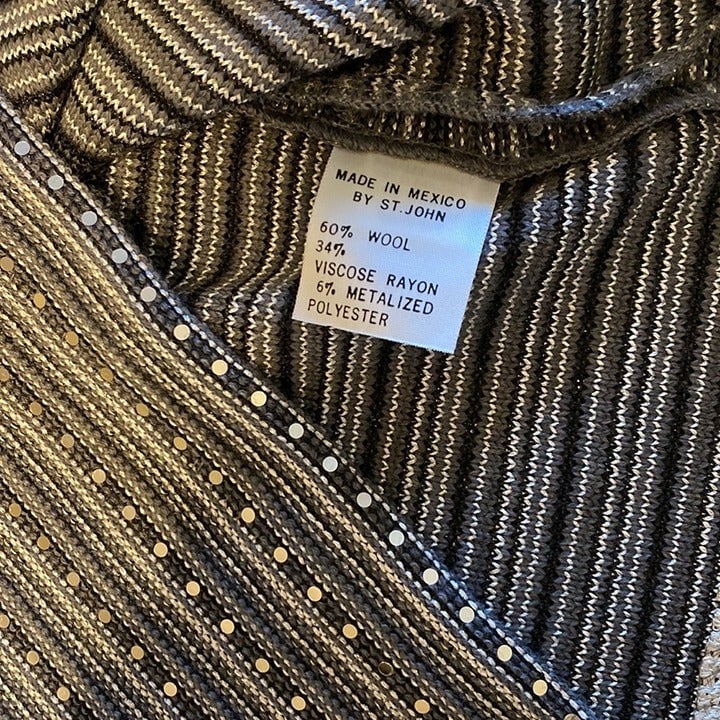 MADE IN MEXICO
BY ST.JOHN
60% WOOL
34%
VISCOSE RAYON
6% METALIZED
POLYESTER